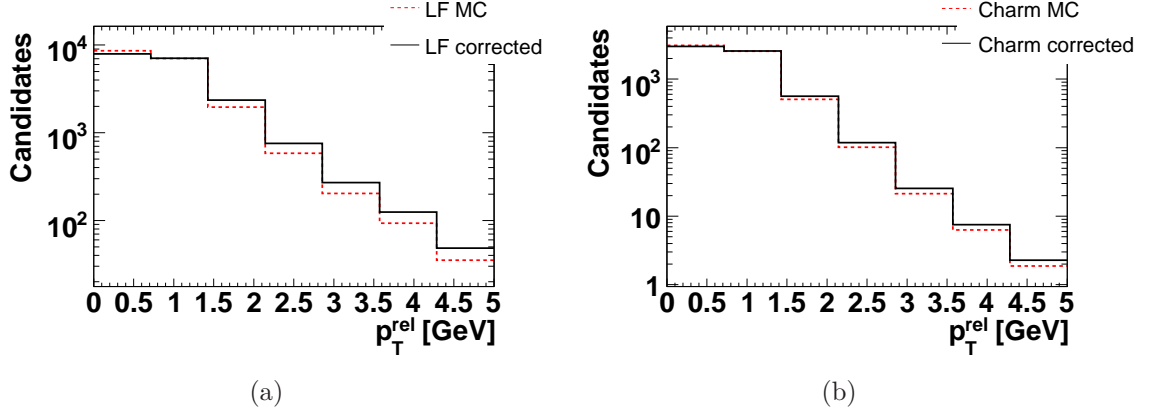 LF MC
LF corrected
Candidates
10^4
10^3
10^2
0 0.5 1 1.5 2 2.5 3 3.5 4 4.5 5
p_T^rel [GeV]
(a)
Charm MC
Charm corrected
Candidates
10^3
10^2
10
1
0 0.5 1 1.5 2 2.5 3 3.5 4 4.5 5
p_T^rel [GeV]
(b)